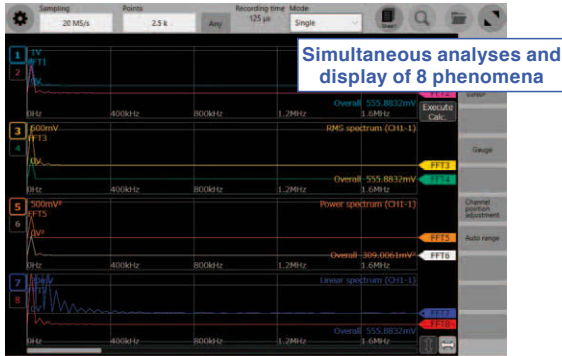 Sampling Points Recording time Mode
20 MS/s 2.5 k Any 125 µs Single
Simultaneous analyses and
display of 8 phenomena
1 1V
FFT1
2
0V
Overall 555.8832mV
0Hz 400kHz 800kHz 1.2MHz 1.6MHz
FFT2
Execute
Calc.
3 500mV RMS spectrum (CH1-1)
FFT3
4
0V FFT3
Overall 555.8832mV FFT4
0Hz 400kHz 800kHz 1.2MHz 1.6MHz
Gauge
5 500mV² Power spectrum (CH1-1)
FFT5
6
0V² FFT5
Overall 309.0061mV² FFT6
0Hz 400kHz 800kHz 1.2MHz 1.6MHz
Channel
position
adjustment
Auto range
7 Linear spectrum (CH1-1)
8
0V FFT7
Overall 555.8832mV FFT8
0Hz 400kHz 800kHz 1.2MHz 1.6MHz